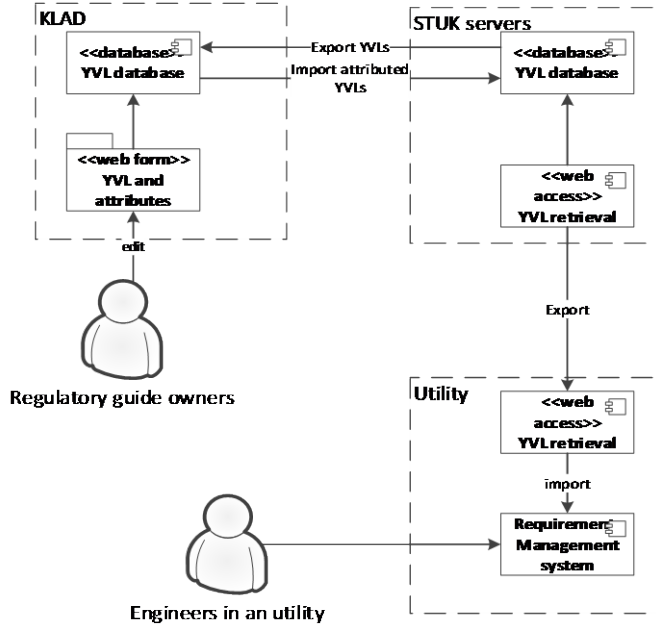 KLAD
<<database>>
YVL database
<<web form>>
YVL and
attributes
edit
Regulatory guide owners
Export YVLs
Import attributed
YVLs
STUK servers
<<database>>
YVL database
<<web
access>>
YVL retrieval
Export
Utility
<<web
access>>
YVL retrieval
import
Requirement
Management
system
Engineers in an utility